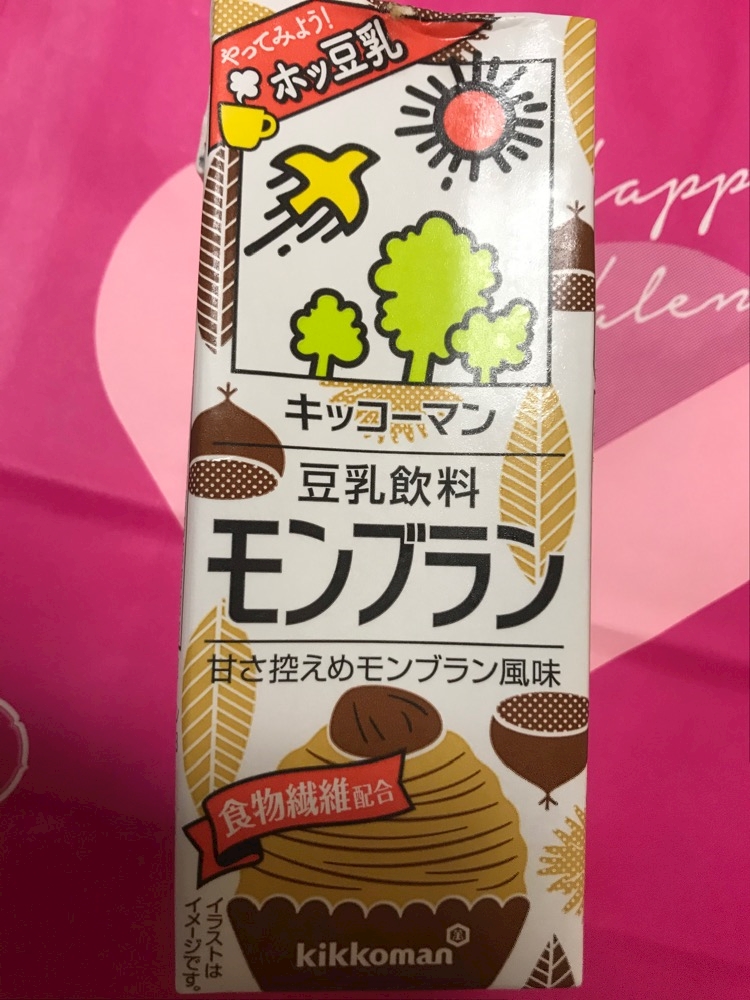 やってみよう!
ホッ豆乳
キッコーマン
豆乳飲料
モンブラン
甘さ控えめモンブラン風味
食物繊維配合
イラストは
イメージです。
kikkoman